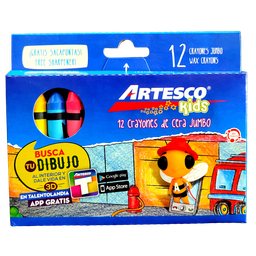 ¡GRATIS SACAPUNTAS!
FREE SHARPENER!
12 CRAYONES JUMBO
WAX CRAYONS
ARTESCO
Kids
12 CRAYONES DE CERA JUMBO
BUSCA
TU DIBUJO
AL INTERIOR Y
DALE VIDA EN
3D
EN TALENTOLANDIA
APP GRATIS
ARTESCO
T
Google play
App Store